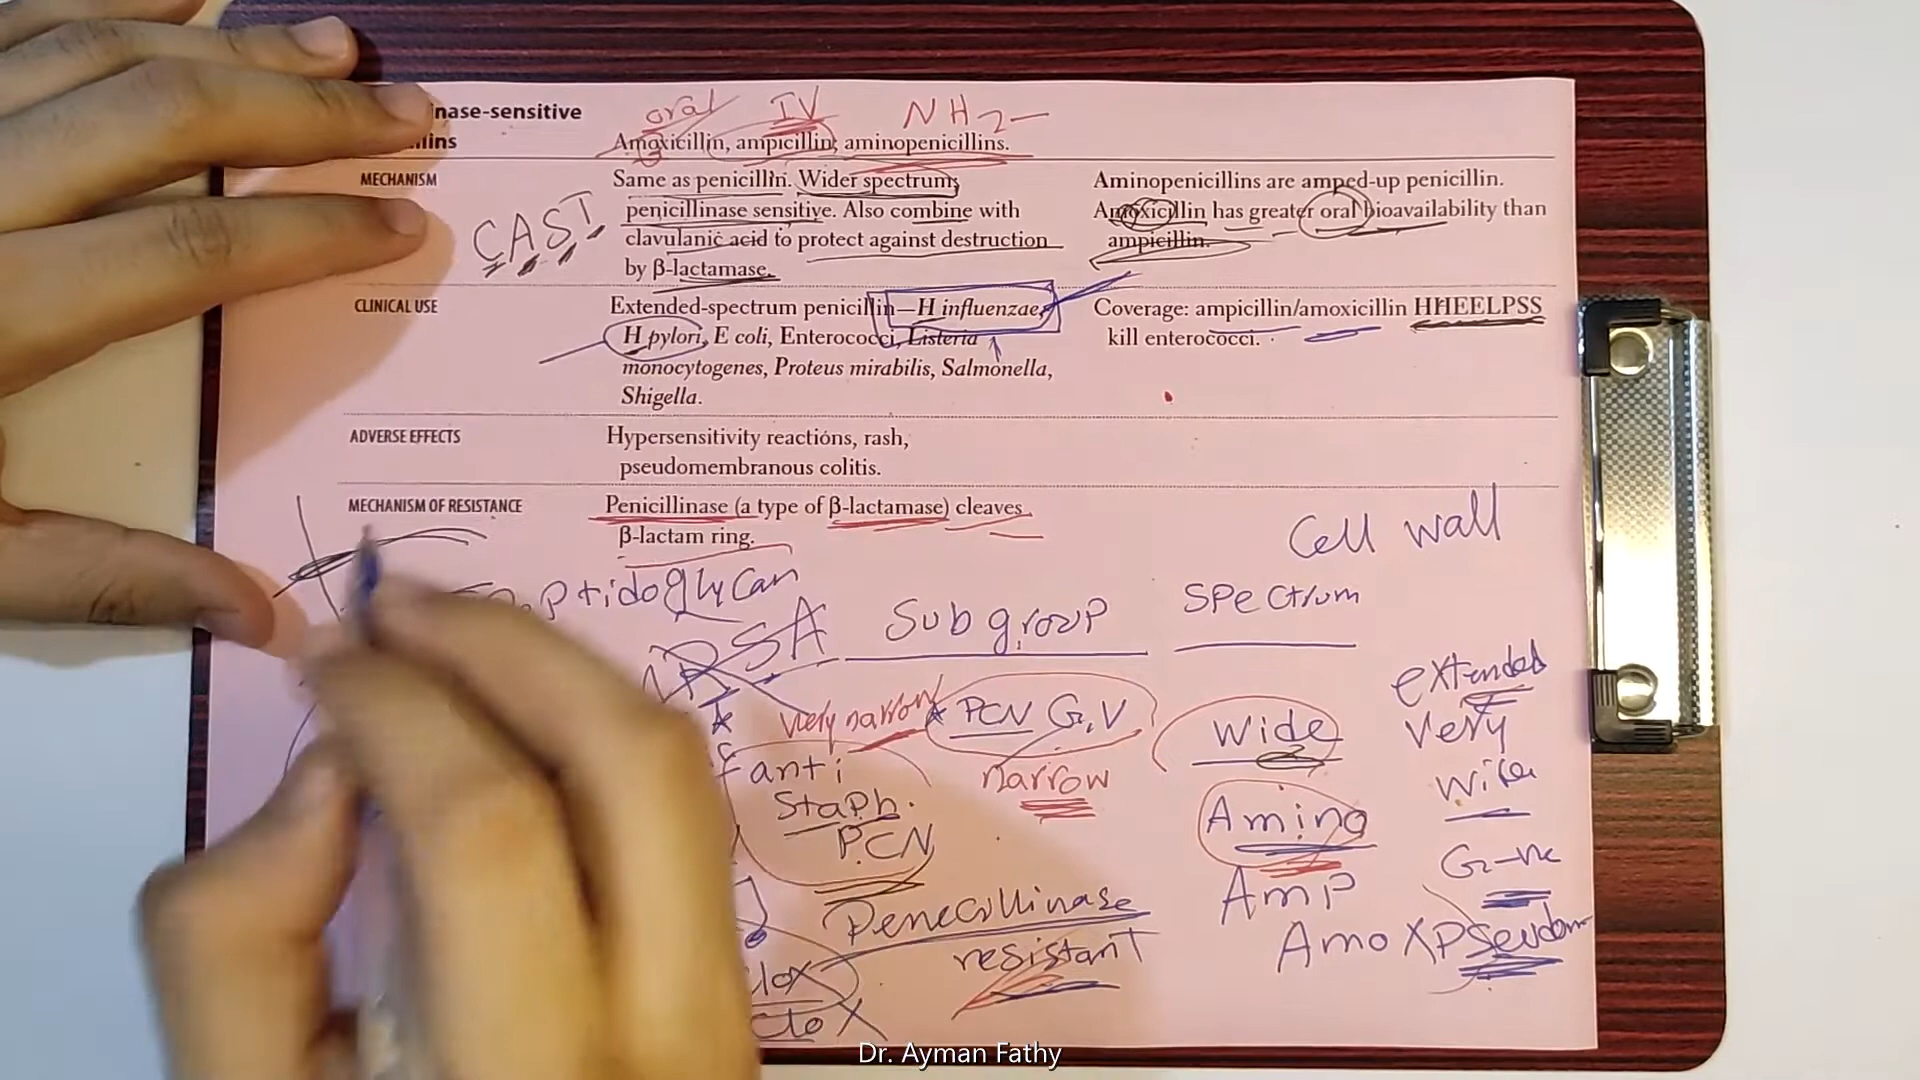 oral IV NH2-
nase-sensitive
Amoxicillin, ampicillin; aminopenicillins.
MECHANISM
Same as penicillin. Wider spectrum;
penicillinase sensitive. Also combine with
clavulanic acid to protect against destruction
by β-lactamase.
CAST
Aminopenicillins are amped-up penicillin.
Amoxicillin has greater oral bioavailability than
ampicillin.
CLINICAL USE
Extended-spectrum penicillin—H influenzae,
H pylori, E coli, Enterococci, Listeria
monocytogenes, Proteus mirabilis, Salmonella,
Shigella.
Coverage: ampicillin/amoxicillin HHEELPSS
kill enterococci.
ADVERSE EFFECTS
Hypersensitivity reactions, rash,
pseudomembranous colitis.
MECHANISM OF RESISTANCE
Penicillinase (a type of β-lactamase) cleaves
β-lactam ring.
Cell wall
ptidoglycan
MRSA
Subgroup
Spectrum
very narrow
PCN G,V
narrow
anti
Staph.
PCN
Penecillinase
resistant
clox
clox
Wide
Amino
Amp
Amox
extended
very
wide
G-ve
Pseudom
Dr. Ayman Fathy